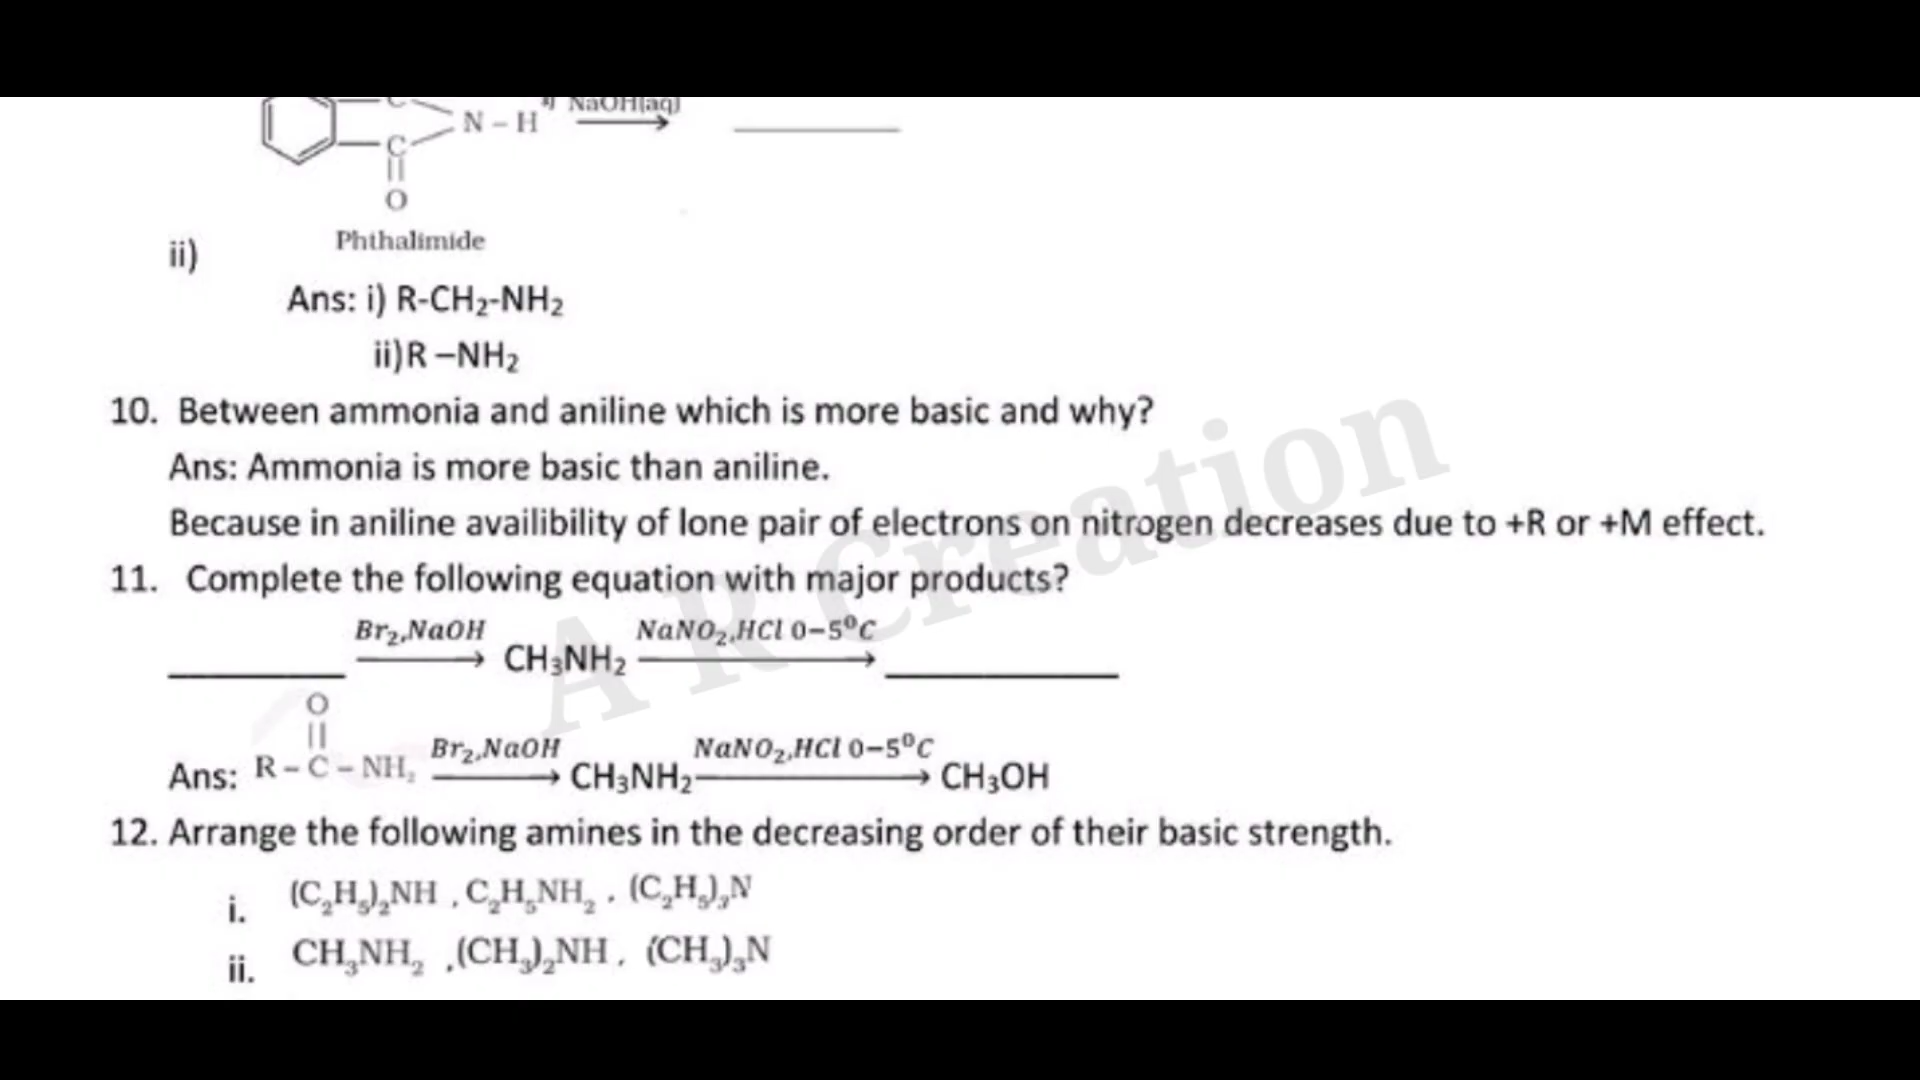 N – H NaOH(aq)
C
O
Phthalimide
ii)
Ans: i) R-CH₂-NH₂
ii)R –NH₂
10. Between ammonia and aniline which is more basic and why?
Ans: Ammonia is more basic than aniline.
Because in aniline availibility of lone pair of electrons on nitrogen decreases due to +R or +M effect.
11. Complete the following equation with major products?
Br₂,NaOH CH₃NH₂ NaNO₂,HCl 0−5⁰C
O
Ans: R – C – NH₂ Br₂,NaOH CH₃NH₂ NaNO₂,HCl 0−5⁰C CH₃OH
12. Arrange the following amines in the decreasing order of their basic strength.
i. (C₂H₅)₂NH , C₂H₅NH₂ , (C₂H₅)₃N
ii. CH₃NH₂ ,(CH₃)₂NH , (CH₃)₃N
A R Creation